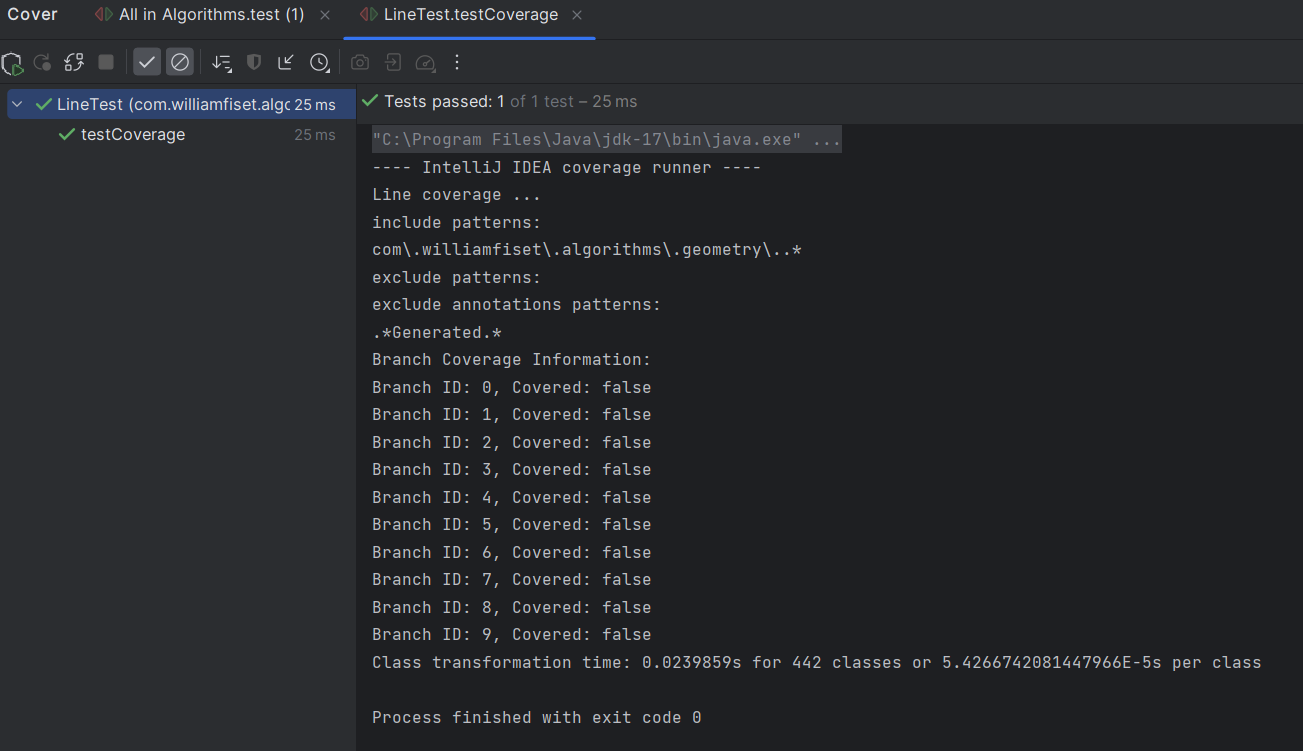 Cover All in Algorithms.test (1) LineTest.testCoverage
LineTest (com.williamfiset.algo 25 ms
testCoverage 25 ms
Tests passed: 1 of 1 test – 25 ms
"C:\Program Files\Java\jdk-17\bin\java.exe" ...
---- IntelliJ IDEA coverage runner ----
Line coverage ...
include patterns:
com\.williamfiset\.algorithms\.geometry\..*
exclude patterns:
exclude annotations patterns:
.*Generated.*
Branch Coverage Information:
Branch ID: 0, Covered: false
Branch ID: 1, Covered: false
Branch ID: 2, Covered: false
Branch ID: 3, Covered: false
Branch ID: 4, Covered: false
Branch ID: 5, Covered: false
Branch ID: 6, Covered: false
Branch ID: 7, Covered: false
Branch ID: 8, Covered: false
Branch ID: 9, Covered: false
Class transformation time: 0.0239859s for 442 classes or 5.4266742081447966E-5s per class
Process finished with exit code 0